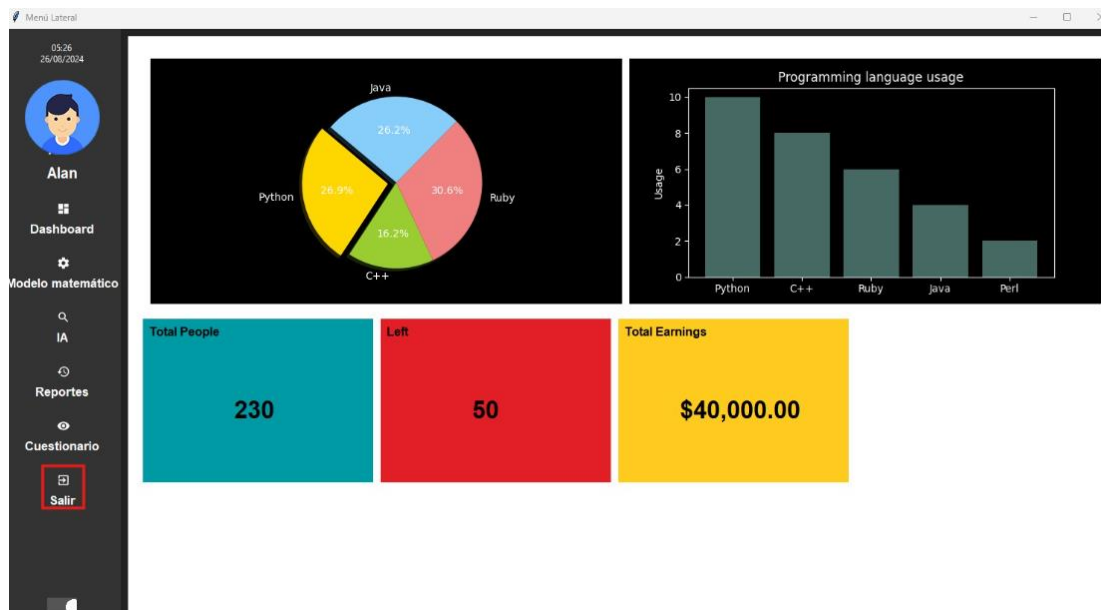 Menú Lateral
05:26
26/08/2024
Alan
Dashboard
Modelo matemático
IA
Reportes
Cuestionario
Salir
Java
26.2%
Python
26.9%
30.6%
Ruby
16.2%
C++
Programming language usage
Usage
10
8
6
4
2
0
Python C++ Ruby Java Perl
Total People
230
Left
50
Total Earnings
$40,000.00